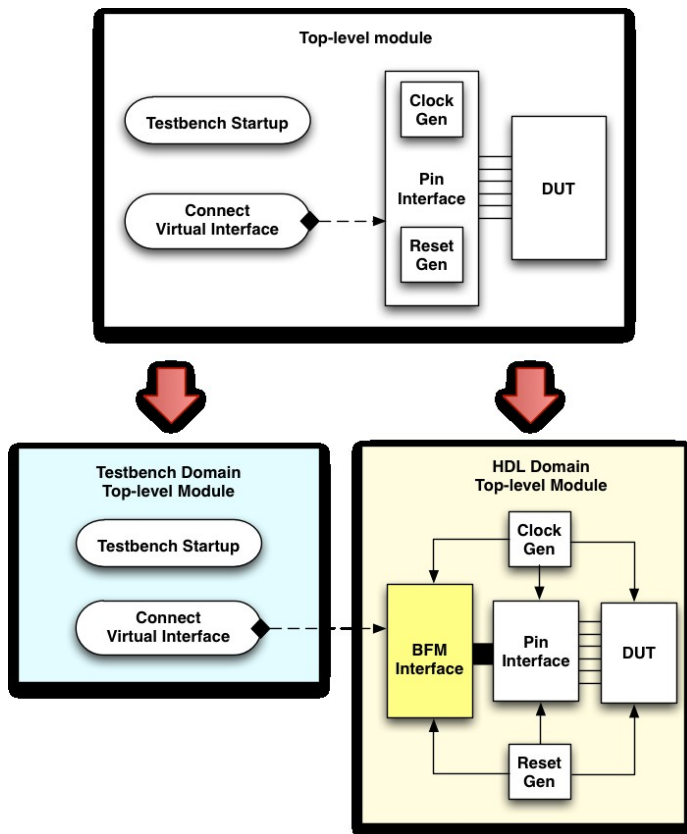 Top-level module
Testbench Startup
Clock
Gen
Pin
Interface
DUT
Connect
Virtual Interface
Reset
Gen
Testbench Domain
Top-level Module
Testbench Startup
Connect
Virtual Interface
HDL Domain
Top-level Module
Clock
Gen
BFM
Interface
Pin
Interface
DUT
Reset
Gen